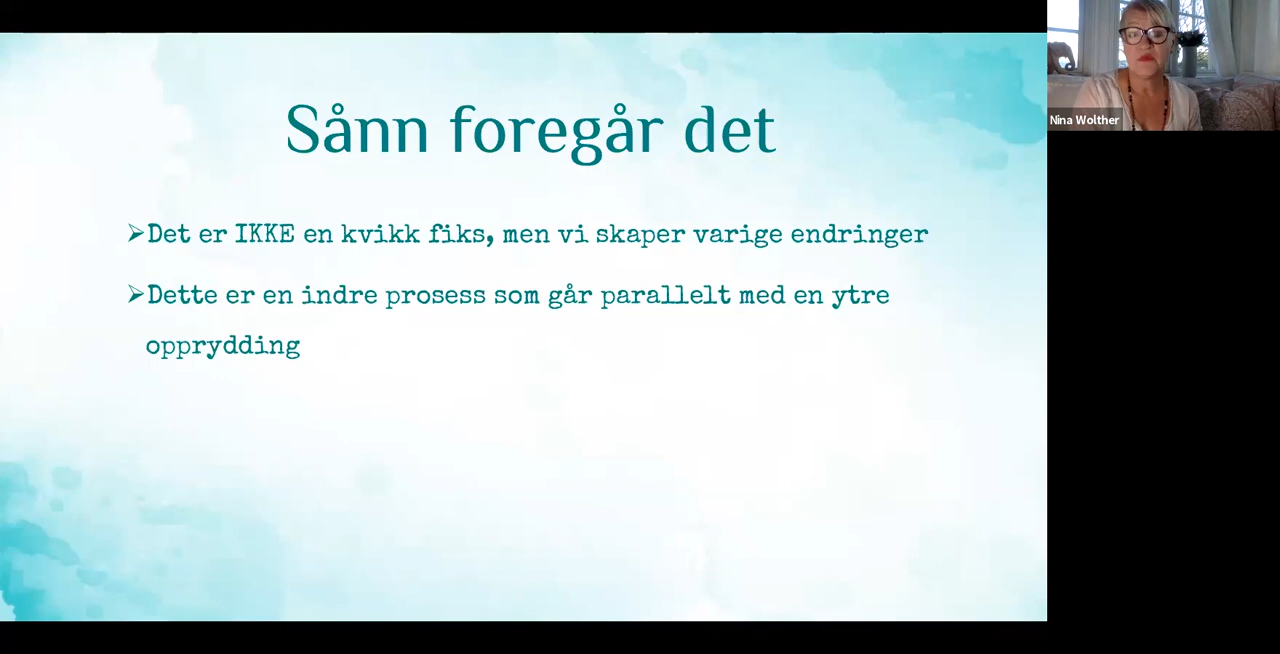 Sånn foregår det
➢Det er IKKE en kvikk fiks, men vi skaper varige endringer
➢Dette er en indre prosess som går parallelt med en ytre
opprydding
Nina Wolther